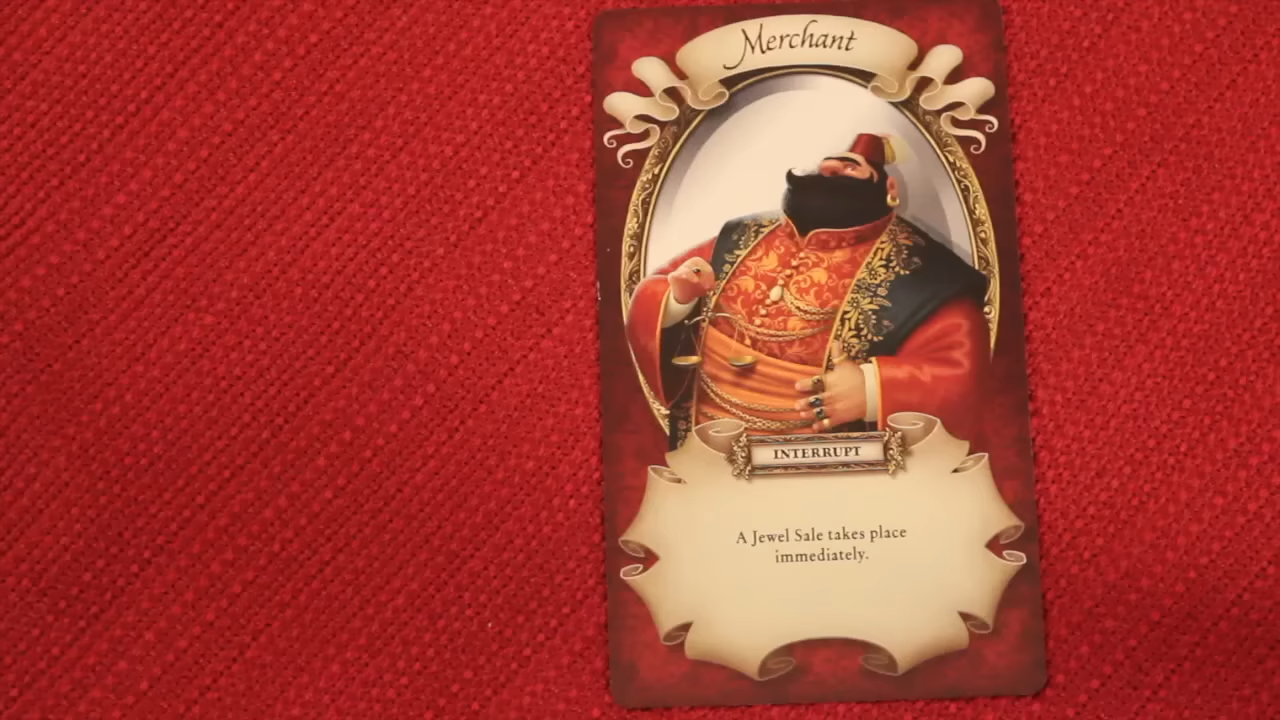 Merchant
INTERRUPT
A Jewel Sale takes place
immediately.